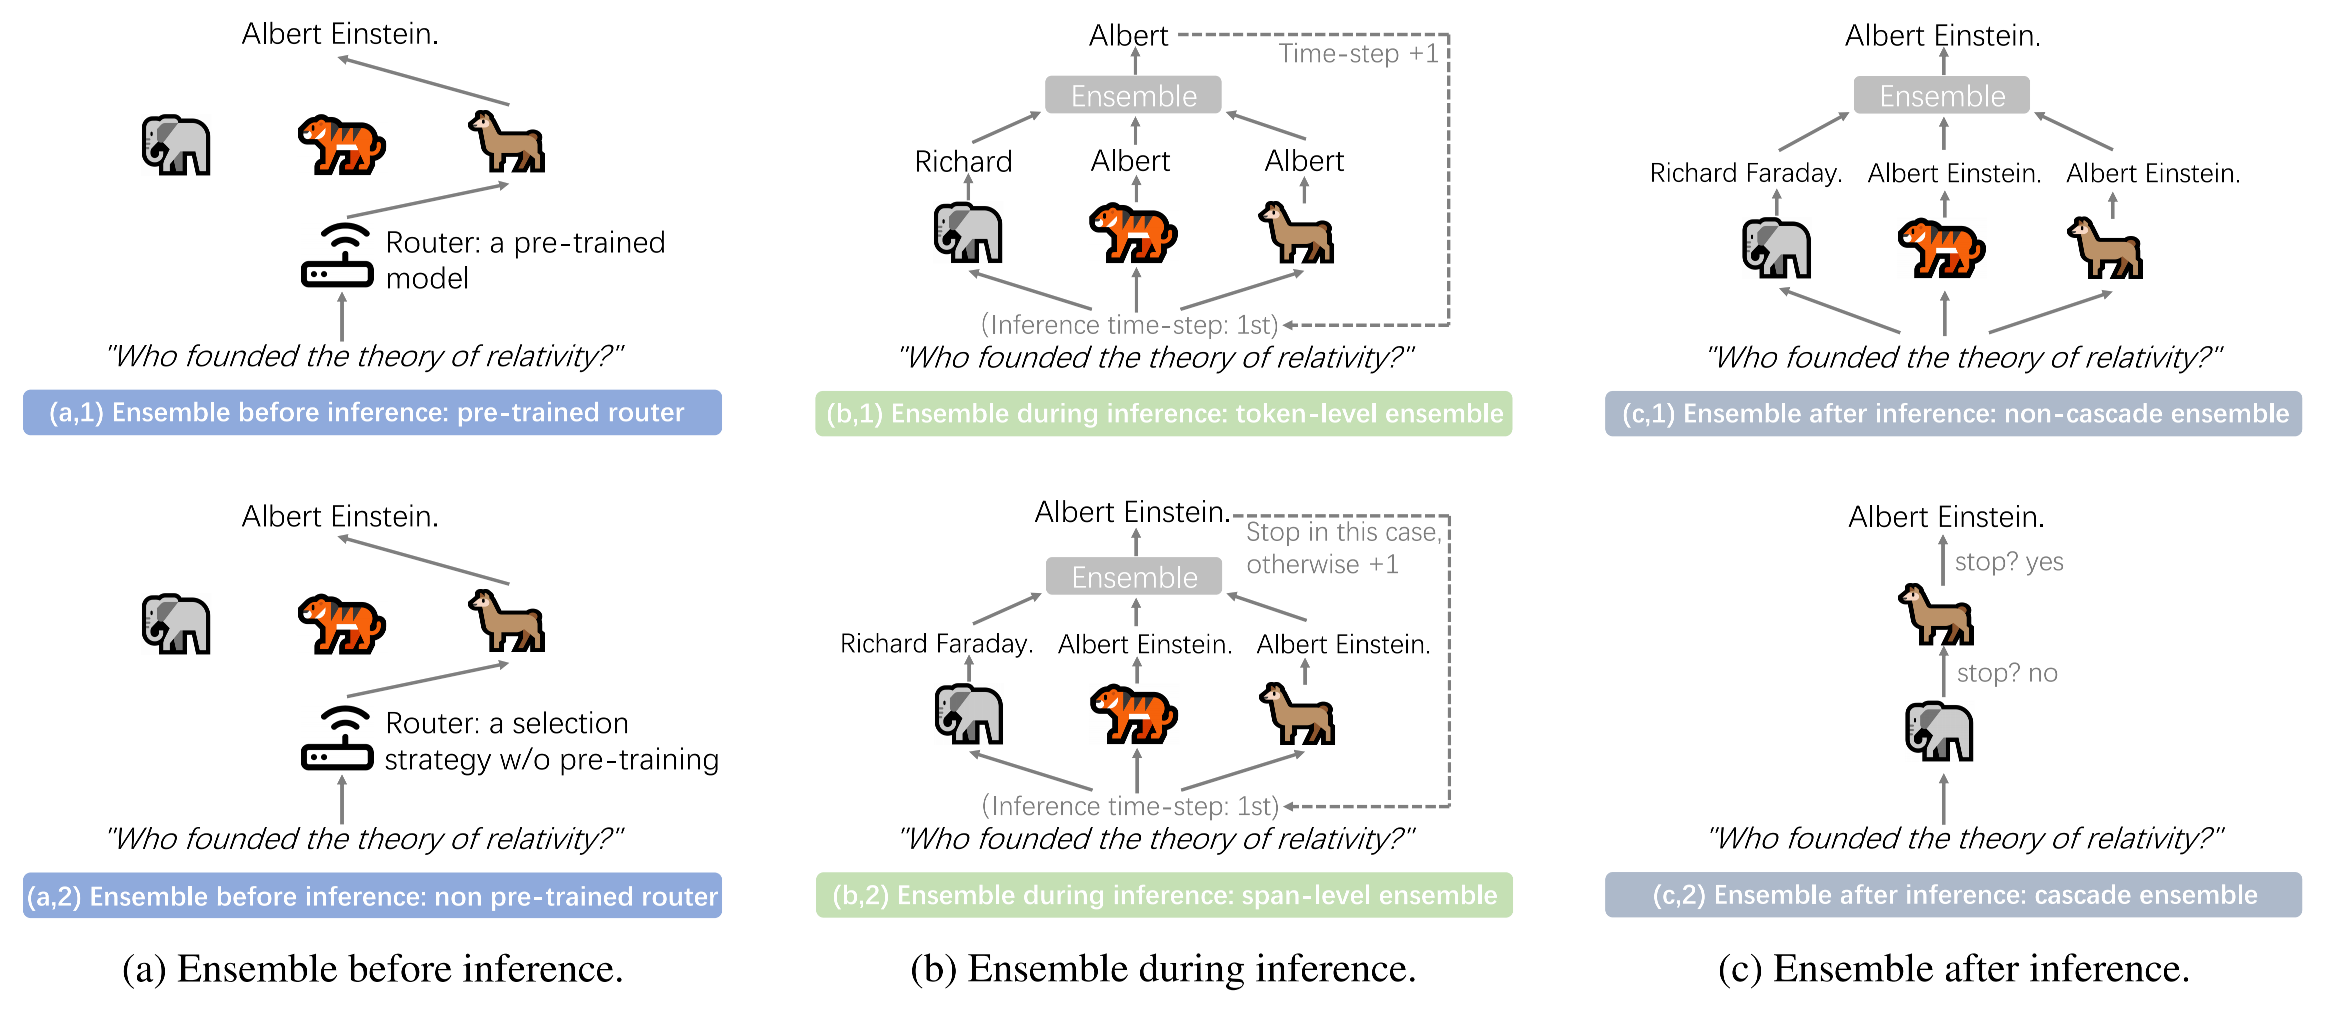 Albert Einstein.
Router: a pre-trained
model
"Who founded the theory of relativity?"
(a,1) Ensemble before inference: pre-trained router
Albert
Time-step +1
Ensemble
Richard
Albert
Albert
(Inference time-step: 1st)
"Who founded the theory of relativity?"
(b,1) Ensemble during inference: token-level ensemble
Albert Einstein.
Ensemble
Richard Faraday.
Albert Einstein.
Albert Einstein.
"Who founded the theory of relativity?"
(c,1) Ensemble after inference: non-cascade ensemble
Albert Einstein.
Router: a selection
strategy w/o pre-training
"Who founded the theory of relativity?"
(a,2) Ensemble before inference: non pre-trained router
Albert Einstein.
Stop in this case,
otherwise +1
Ensemble
Richard Faraday.
Albert Einstein.
Albert Einstein.
(Inference time-step: 1st)
"Who founded the theory of relativity?"
(b,2) Ensemble during inference: span-level ensemble
Albert Einstein.
stop? yes
stop? no
"Who founded the theory of relativity?"
(c,2) Ensemble after inference: cascade ensemble
(a) Ensemble before inference.
(b) Ensemble during inference.
(c) Ensemble after inference.